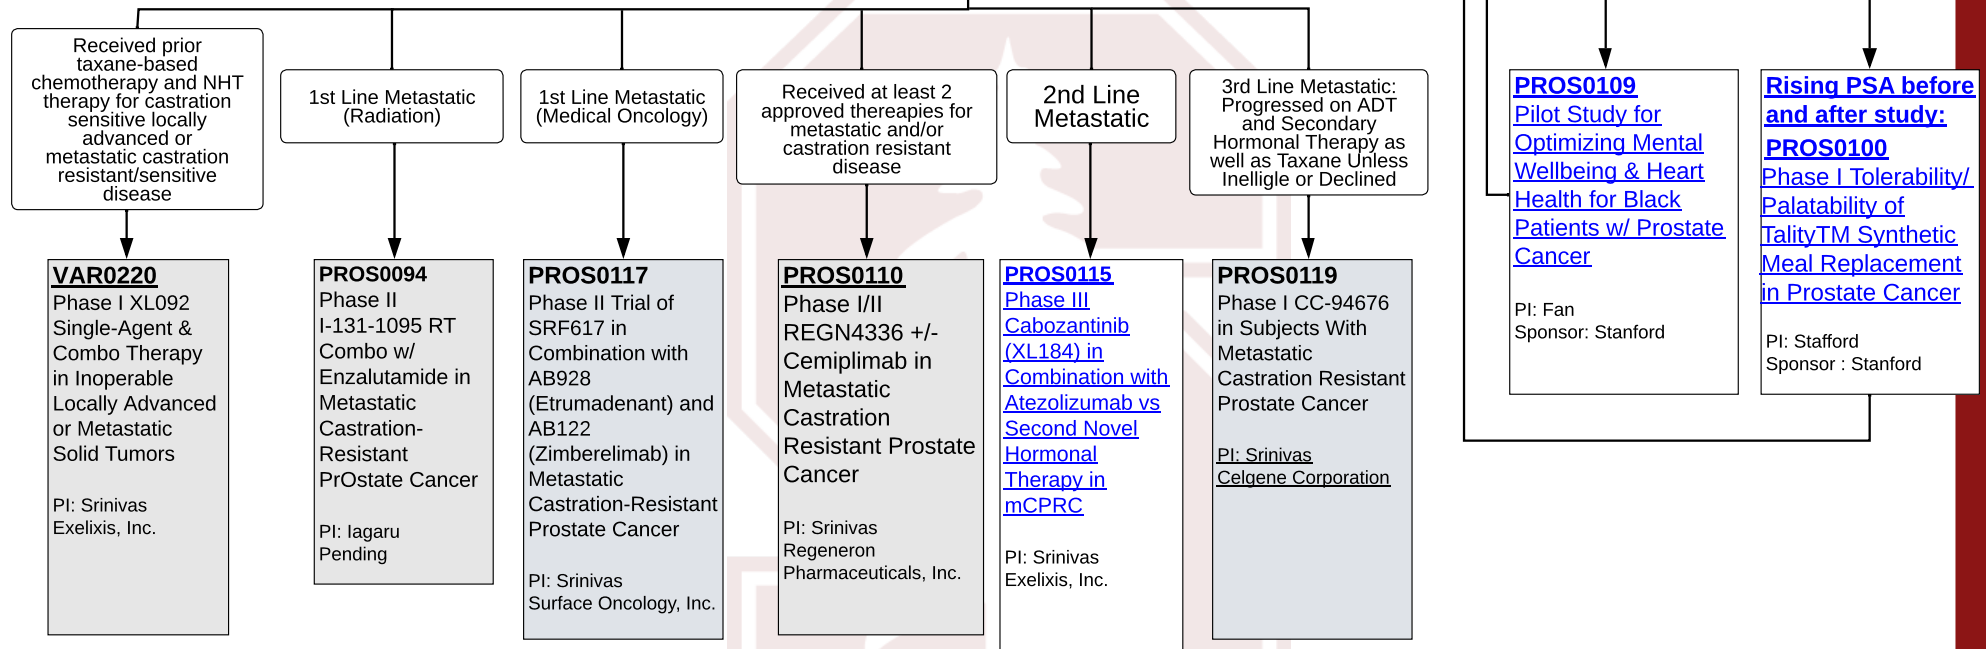 Received prior
taxane-based
chemotherapy and NHT
therapy for castration
sensitive locally
advanced or
metastatic castration
resistant/sensitive
disease
1st Line Metastatic
(Radiation)
1st Line Metastatic
(Medical Oncology)
Received at least 2
approved thereapies for
metastatic and/or
castration resistant
disease
2nd Line
Metastatic
3rd Line Metastatic:
Progressed on ADT
and Secondary
Hormonal Therapy as
well as Taxane Unless
Inelligle or Declined
VAR0220
Phase I XL092
Single-Agent &
Combo Therapy
in Inoperable
Locally Advanced
or Metastatic
Solid Tumors
PI: Srinivas
Exelixis, Inc.
PROS0094
Phase II
I-131-1095 RT
Combo w/
Enzalutamide in
Metastatic
Castration-
Resistant
PrOstate Cancer
PI: Iagaru
Pending
PROS0117
Phase II Trial of
SRF617 in
Combination with
AB928
(Etrumadenant) and
AB122
(Zimberelimab) in
Metastatic
Castration-Resistant
Prostate Cancer
PI: Srinivas
Surface Oncology, Inc.
PROS0110
Phase I/II
REGN4336 +/-
Cemiplimab in
Metastatic
Castration
Resistant Prostate
Cancer
PI: Srinivas
Regeneron
Pharmaceuticals, Inc.
PROS0115
Phase III
Cabozantinib
(XL184) in
Combination with
Atezolizumab vs
Second Novel
Hormonal
Therapy in
mCPRC
PI: Srinivas
Exelixis, Inc.
PROS0119
Phase I CC-94676
in Subjects With
Metastatic
Castration Resistant
Prostate Cancer
PI: Srinivas
Celgene Corporation
PROS0109
Pilot Study for
Optimizing Mental
Wellbeing & Heart
Health for Black
Patients w/ Prostate
Cancer
PI: Fan
Sponsor: Stanford
Rising PSA before
and after study:
PROS0100
Phase I Tolerability/
Palatability of
TalityTM Synthetic
Meal Replacement
in Prostate Cancer
PI: Stafford
Sponsor : Stanford